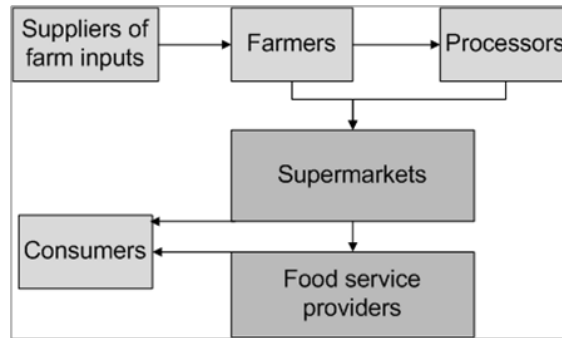 Suppliers of
farm inputs
Farmers
Processors
Supermarkets
Consumers
Food service
providers